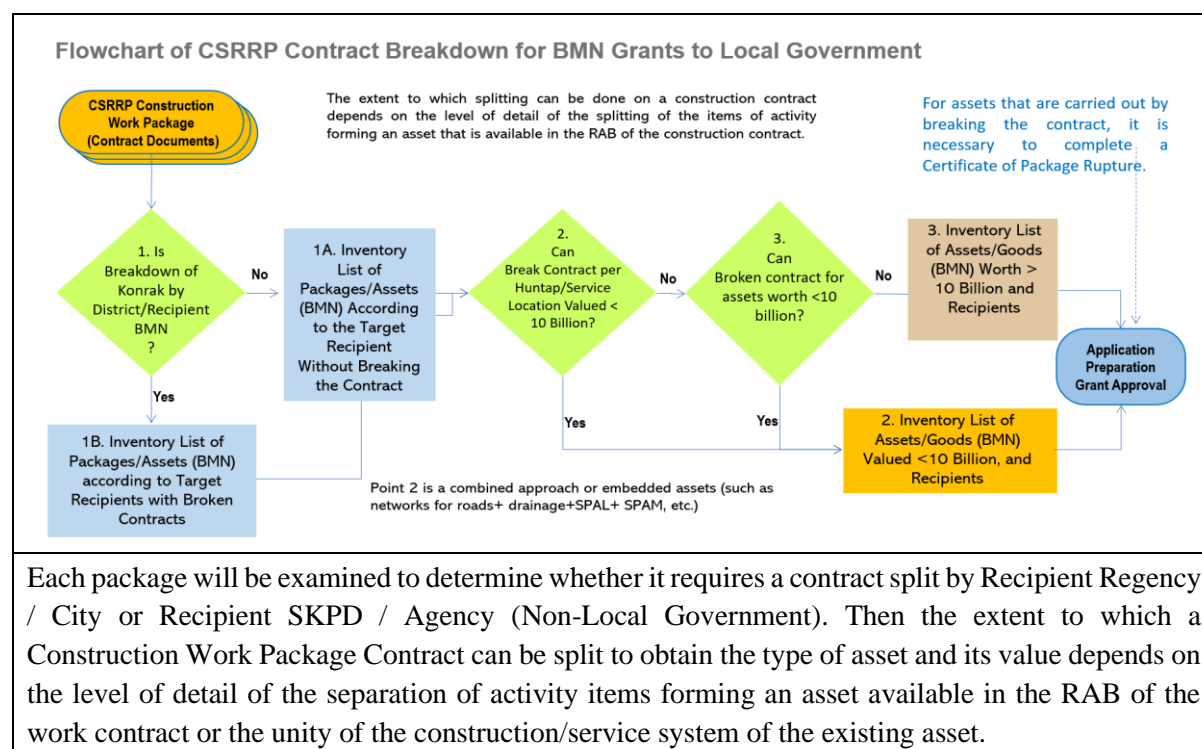 Flowchart of CSRRP Contract Breakdown for BMN Grants to Local Government
CSRRP Construction
Work Package
(Contract Documents)
The extent to which splitting can be done on a construction contract
depends on the level of detail of the splitting of the items of activity
forming an asset that is available in the RAB of the construction contract.
For assets that are carried out by
breaking the contract, it is
necessary to complete a
Certificate of Package Rupture.
1. Is
Breakdown of
Konrak by
District/Recipient
BMN
?
No
Yes
1A. Inventory
List of
Packages/Assets
(BMN) According
to the Target
Recipient
Without Breaking
the Contract
1B. Inventory List of
Packages/Assets (BMN)
according to Target
Recipients with Broken
Contracts
2.
Can
Break Contract per
Huntap/Service
Location Valued <
10 Billion?
No
Yes
3.
Can
Broken contract for
assets worth <10
billion?
No
Yes
3. Inventory List
of Assets/Goods
(BMN) Worth >
10 Billion and
Recipients
2. Inventory List of
Assets/Goods (BMN)
Valued <10 Billion, and
Recipients
Application
Preparation
Grant Approval
Point 2 is a combined approach or embedded assets (such as
networks for roads+ drainage+SPAL+ SPAM, etc.)
Each package will be examined to determine whether it requires a contract split by Recipient Regency
/ City or Recipient SKPD / Agency (Non-Local Government). Then the extent to which a
Construction Work Package Contract can be split to obtain the type of asset and its value depends on
the level of detail of the separation of activity items forming an asset available in the RAB of the
work contract or the unity of the construction/service system of the existing asset.